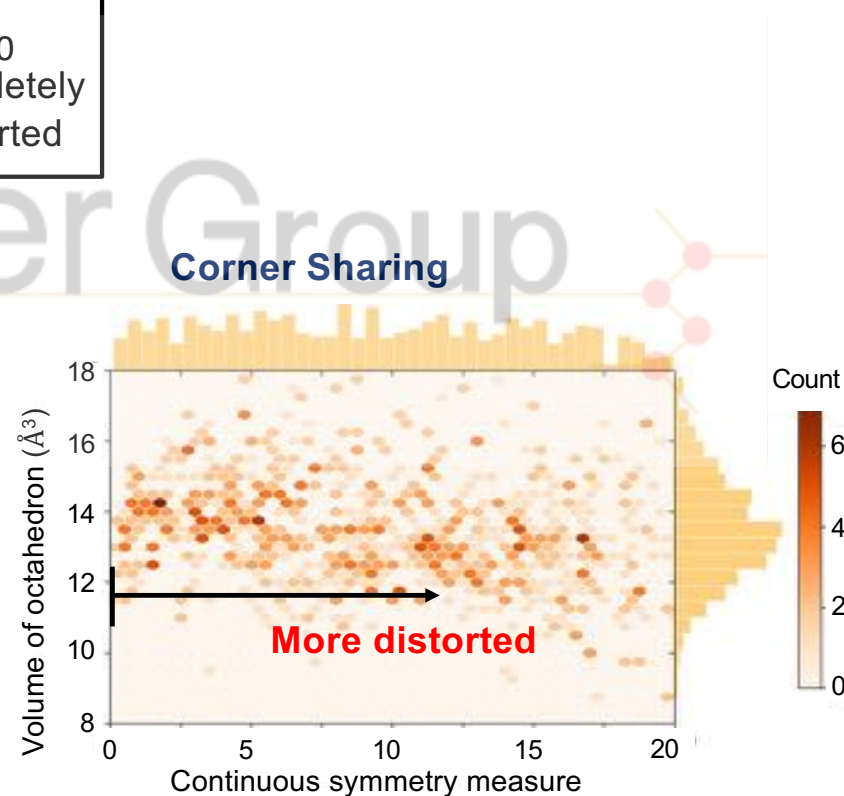 0
letely
rted
er Group
Corner Sharing
Count
6
4
2
0
Volume of octahedron (Å³)
18
16
14
12
10
8
More distorted
0 5 10 15 20
Continuous symmetry measure